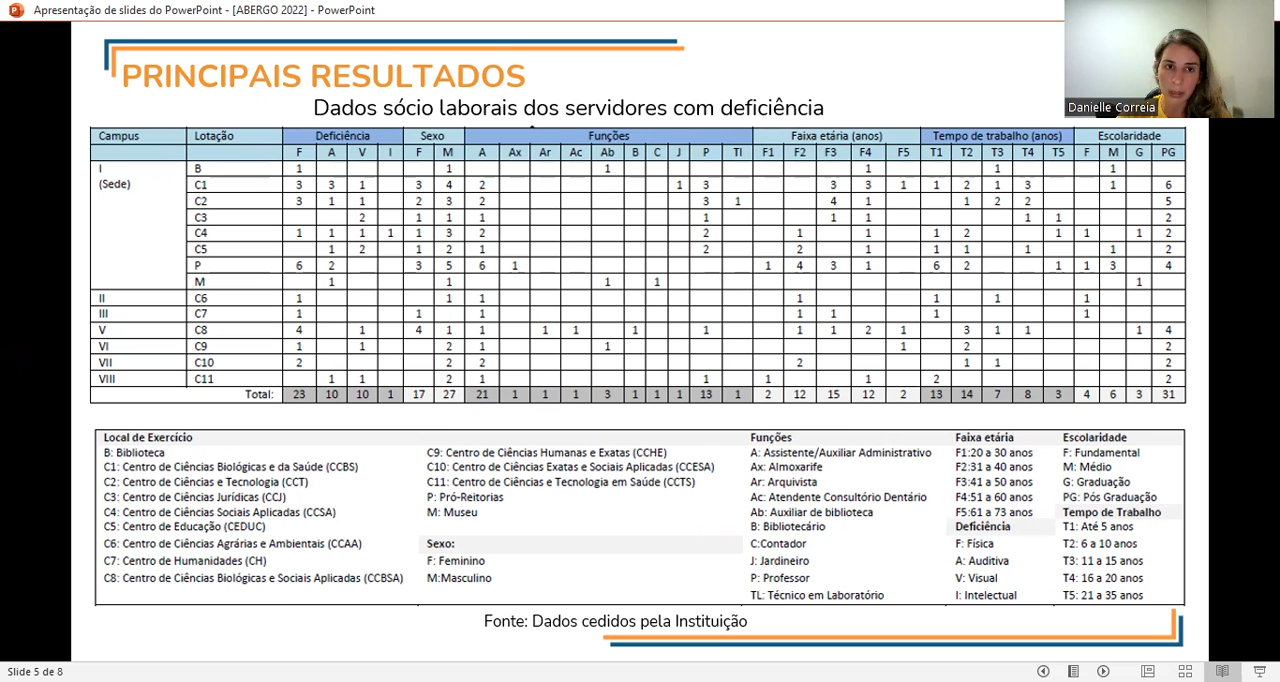 Apresentação de slides do PowerPoint - [ABERGO 2022] - PowerPoint
Danielle Correia
PRINCIPAIS RESULTADOS
Dados sócio laborais dos servidores com deficiência
Campus Lotação Deficiência Sexo Funções Faixa etária (anos) Tempo de trabalho (anos) Escolaridade
F A V I F M A Ax Ar Ac Ab B C J P TI F1 F2 F3 F4 F5 T1 T2 T3 T4 T5 F M G PG
I B 1 1 1 1 1 1
(Sede) C1 3 3 1 3 4 2 1 3 3 3 1 1 2 1 3 1 6
C2 3 1 1 2 3 2 3 1 4 1 1 2 2 5
C3 2 1 1 1 1 1 1 1 1 2
C4 1 1 1 1 1 3 2 2 1 1 1 2 1 1 1 2
C5 1 2 1 2 1 2 2 1 1 1 1 1 2
P 6 2 3 5 6 1 1 4 3 1 6 2 1 1 3 4
M 1 1 1 1 1
II C6 1 1 1 1 1 1 1
III C7 1 1 1 1 1 1 1
V C8 4 1 4 1 1 1 1 1 1 1 1 2 1 3 1 1 1 4
VI C9 1 1 2 1 1 1 2 2
VII C10 2 2 2 2 1 1 2
VIII C11 1 1 2 1 1 1 1 2 2
Total: 23 10 10 1 17 27 21 1 1 1 3 1 1 1 13 1 2 12 15 12 2 13 14 7 8 3 4 6 3 31
Local de Exercício
B: Biblioteca
C1: Centro de Ciências Biológicas e da Saúde (CCBS)
C2: Centro de Ciências e Tecnologia (CCT)
C3: Centro de Ciências Jurídicas (CCJ)
C4: Centro de Ciências Sociais Aplicadas (CCSA)
C5: Centro de Educação (CEDUC)
C6: Centro de Ciências Agrárias e Ambientais (CCAA)
C7: Centro de Humanidades (CH)
C8: Centro de Ciências Biológicas e Sociais Aplicadas (CCBSA)
C9: Centro de Ciências Humanas e Exatas (CCHE)
C10: Centro de Ciências Exatas e Sociais Aplicadas (CCESA)
C11: Centro de Ciências e Tecnologia em Saúde (CCTS)
P: Pró-Reitorias
M: Museu
Sexo:
F: Feminino
M:Masculino
Funções
A: Assistente/Auxiliar Administrativo
Ax: Almoxarife
Ar: Arquivista
Ac: Atendente Consultório Dentário
Ab: Auxiliar de biblioteca
B: Bibliotecário
C:Contador
J: Jardineiro
P: Professor
TL: Técnico em Laboratório
Faixa etária
F1:20 a 30 anos
F2:31 a 40 anos
F3:41 a 50 anos
F4:51 a 60 anos
F5:61 a 73 anos
Deficiência
F: Física
A: Auditiva
V: Visual
I: Intelectual
Escolaridade
F: Fundamental
M: Médio
G: Graduação
PG: Pós Graduação
Tempo de Trabalho
T1: Até 5 anos
T2: 6 a 10 anos
T3: 11 a 15 anos
T4: 16 a 20 anos
T5: 21 a 35 anos
Fonte: Dados cedidos pela Instituição
Slide 5 de 8